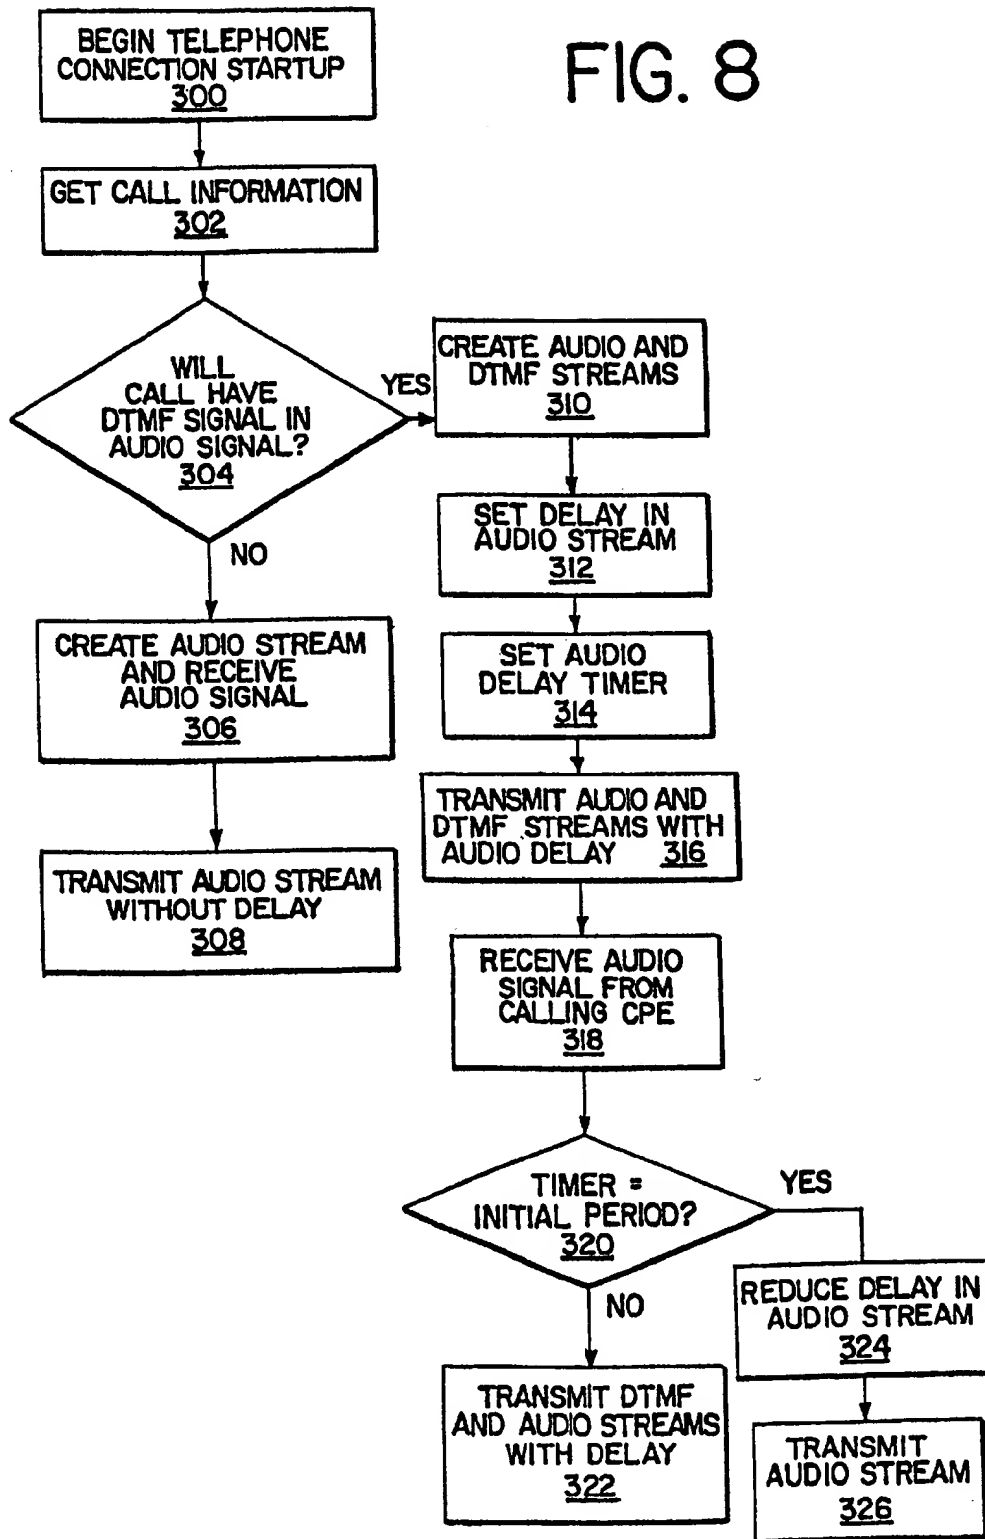 FIG. 8
BEGIN TELEPHONE
CONNECTION STARTUP
300
GET CALL INFORMATION
302
WILL
CALL HAVE
DTMF SIGNAL IN
AUDIO SIGNAL?
304
YES
NO
CREATE AUDIO STREAM
AND RECEIVE
AUDIO SIGNAL
306
TRANSMIT AUDIO STREAM
WITHOUT DELAY
308
CREATE AUDIO AND
DTMF STREAMS
310
SET DELAY IN
AUDIO STREAM
312
SET AUDIO
DELAY TIMER
314
TRANSMIT AUDIO AND
DTMF STREAMS WITH
AUDIO DELAY 316
RECEIVE AUDIO
SIGNAL FROM
CALLING CPE
318
TIMER =
INITIAL PERIOD?
320
YES
NO
TRANSMIT DTMF
AND AUDIO STREAMS
WITH DELAY
322
REDUCE DELAY IN
AUDIO STREAM
324
TRANSMIT
AUDIO STREAM
326